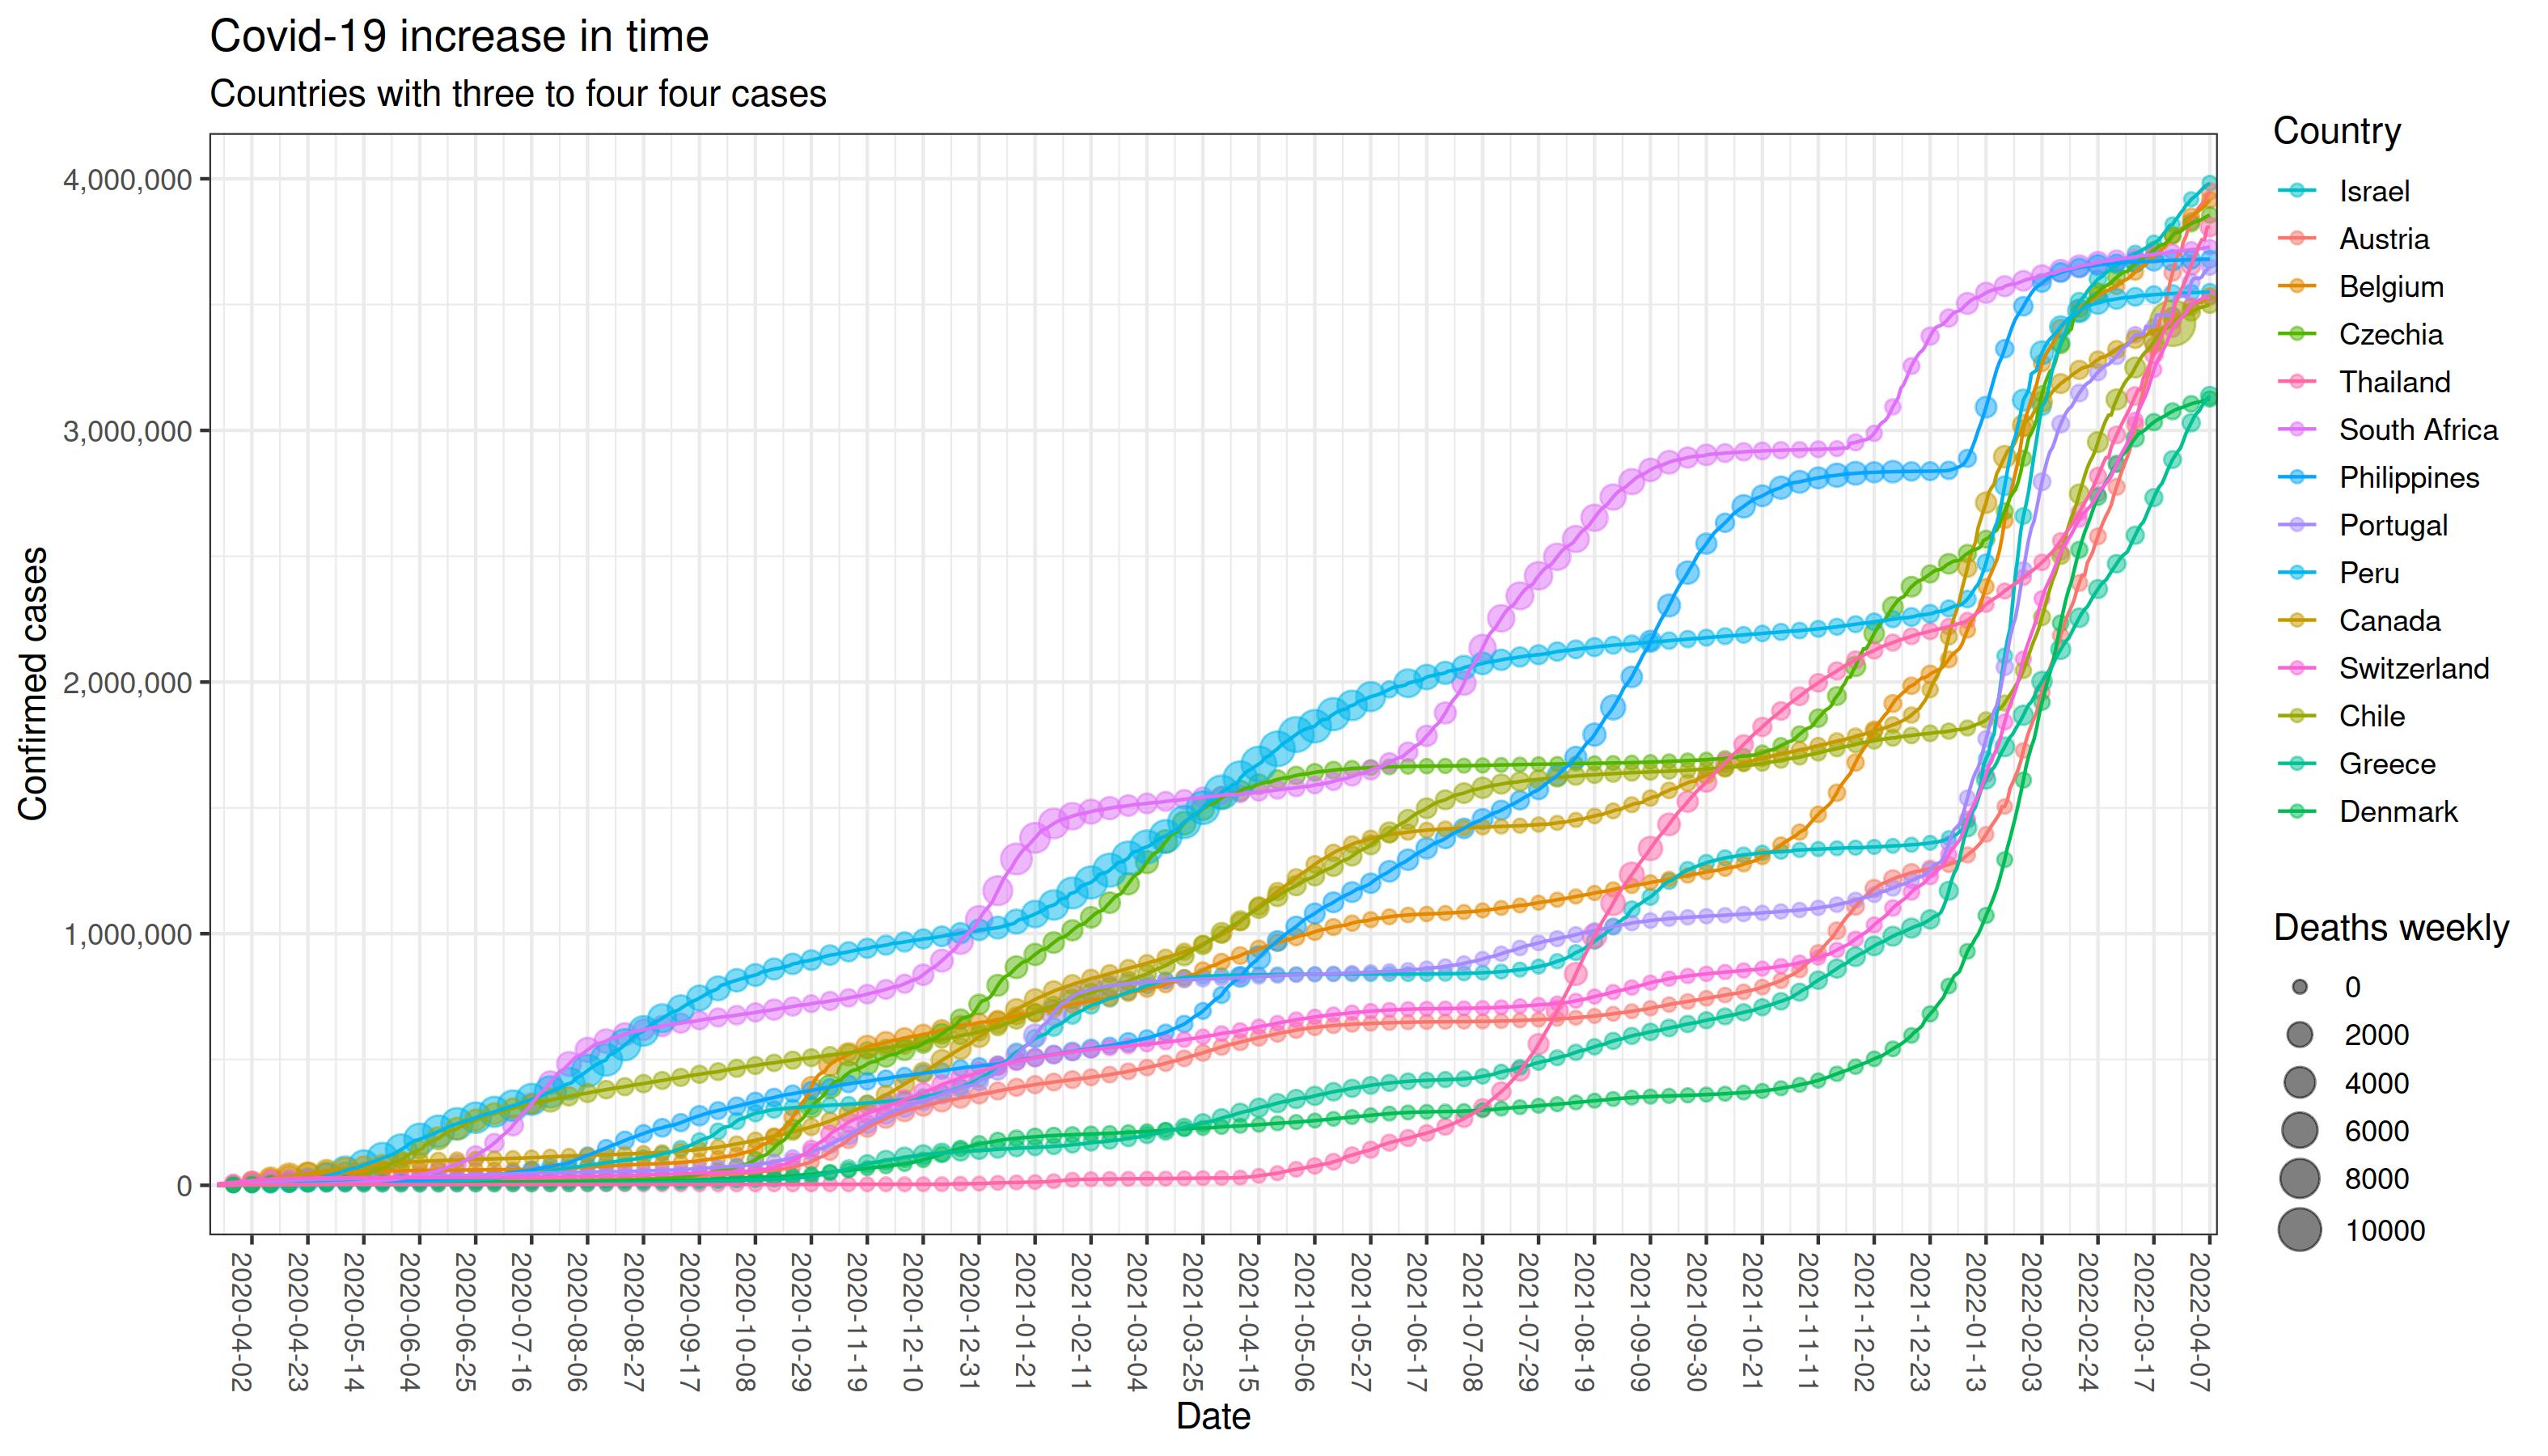 Covid-19 increase in time
Countries with three to four four cases
Confirmed cases
4,000,000
3,000,000
2,000,000
1,000,000
0
2020-04-02
2020-04-23
2020-05-14
2020-06-04
2020-06-25
2020-07-16
2020-08-06
2020-08-27
2020-09-17
2020-10-08
2020-10-29
2020-11-19
2020-12-10
2020-12-31
2021-01-21
2021-02-11
2021-03-04
2021-03-25
2021-04-15
2021-05-06
2021-05-27
2021-06-17
2021-07-08
2021-07-29
2021-08-19
2021-09-09
2021-09-30
2021-10-21
2021-11-11
2021-12-02
2021-12-23
2022-01-13
2022-02-03
2022-02-24
2022-03-17
2022-04-07
Date
Country
Israel
Austria
Belgium
Czechia
Thailand
South Africa
Philippines
Portugal
Peru
Canada
Switzerland
Chile
Greece
Denmark
Deaths weekly
0
2000
4000
6000
8000
10000